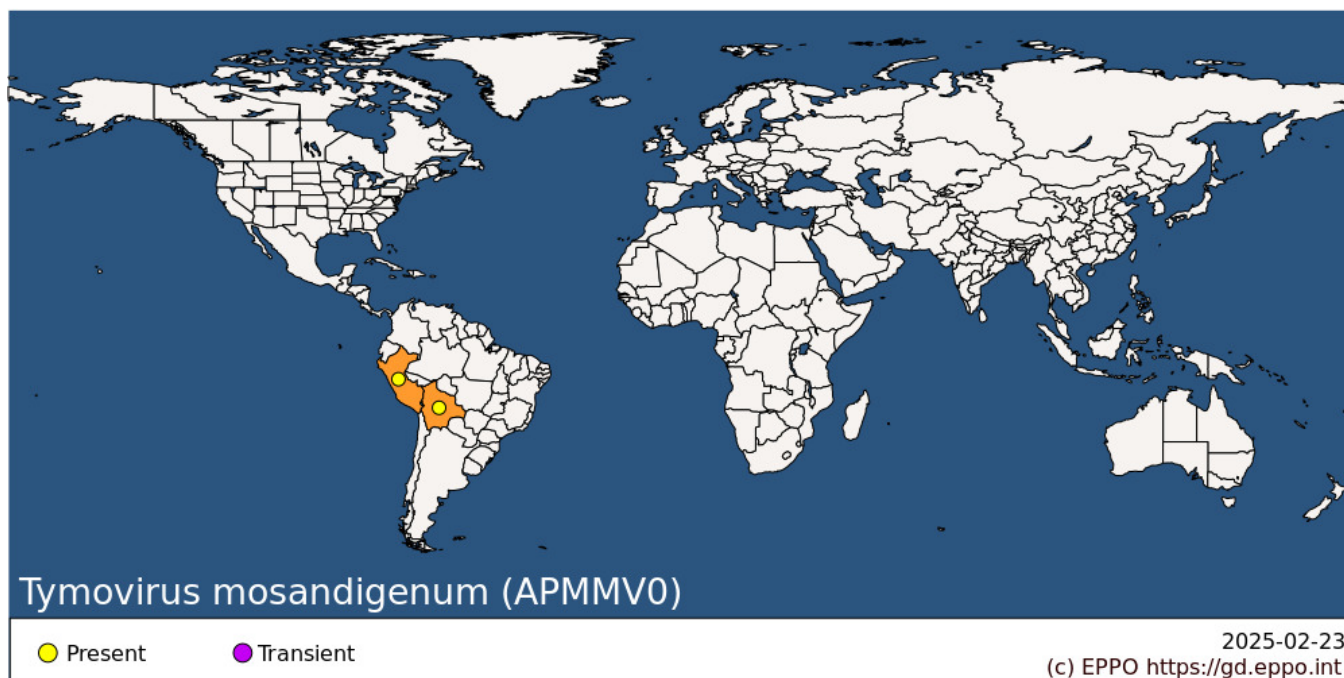 Tymovirus mosandigenum (APMMV0)
Present
Transient
2025-02-23
(c) EPPO https://gd.eppo.int